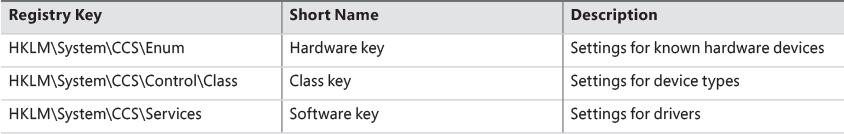 Registry Key Short Name Description
HKLM\System\CCS\Enum Hardware key Settings for known hardware devices
HKLM\System\CCS\Control\Class Class key Settings for device types
HKLM\System\CCS\Services Software key Settings for drivers